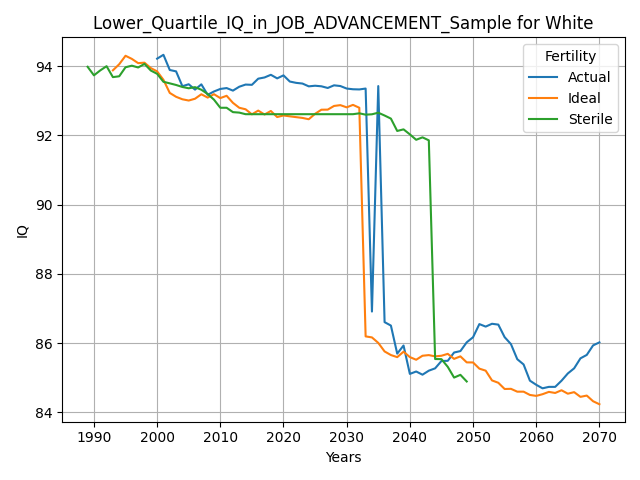 Lower_Quartile_IQ_in_JOB_ADVANCEMENT_Sample for White
Fertility
Actual
Ideal
Sterile
94
92
90
88
86
84
IQ
1990 2000 2010 2020 2030 2040 2050 2060 2070
Years